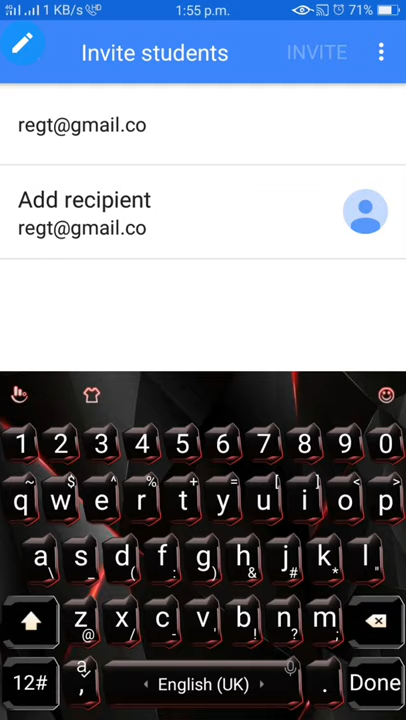 4G 1 KB/s 1:55 p.m. 71%
Invite students INVITE
regt@gmail.co
Add recipient
regt@gmail.co
1 2 3 4 5 6 7 8 9 0
~ $ ^ % + = [ ] < >
q w e r t y u i o p
a s d f g h j k l
\ _ ( : ) & # * "
z x c v b n m
@ / - ' ! ? ;
12# a , English (UK) . Done